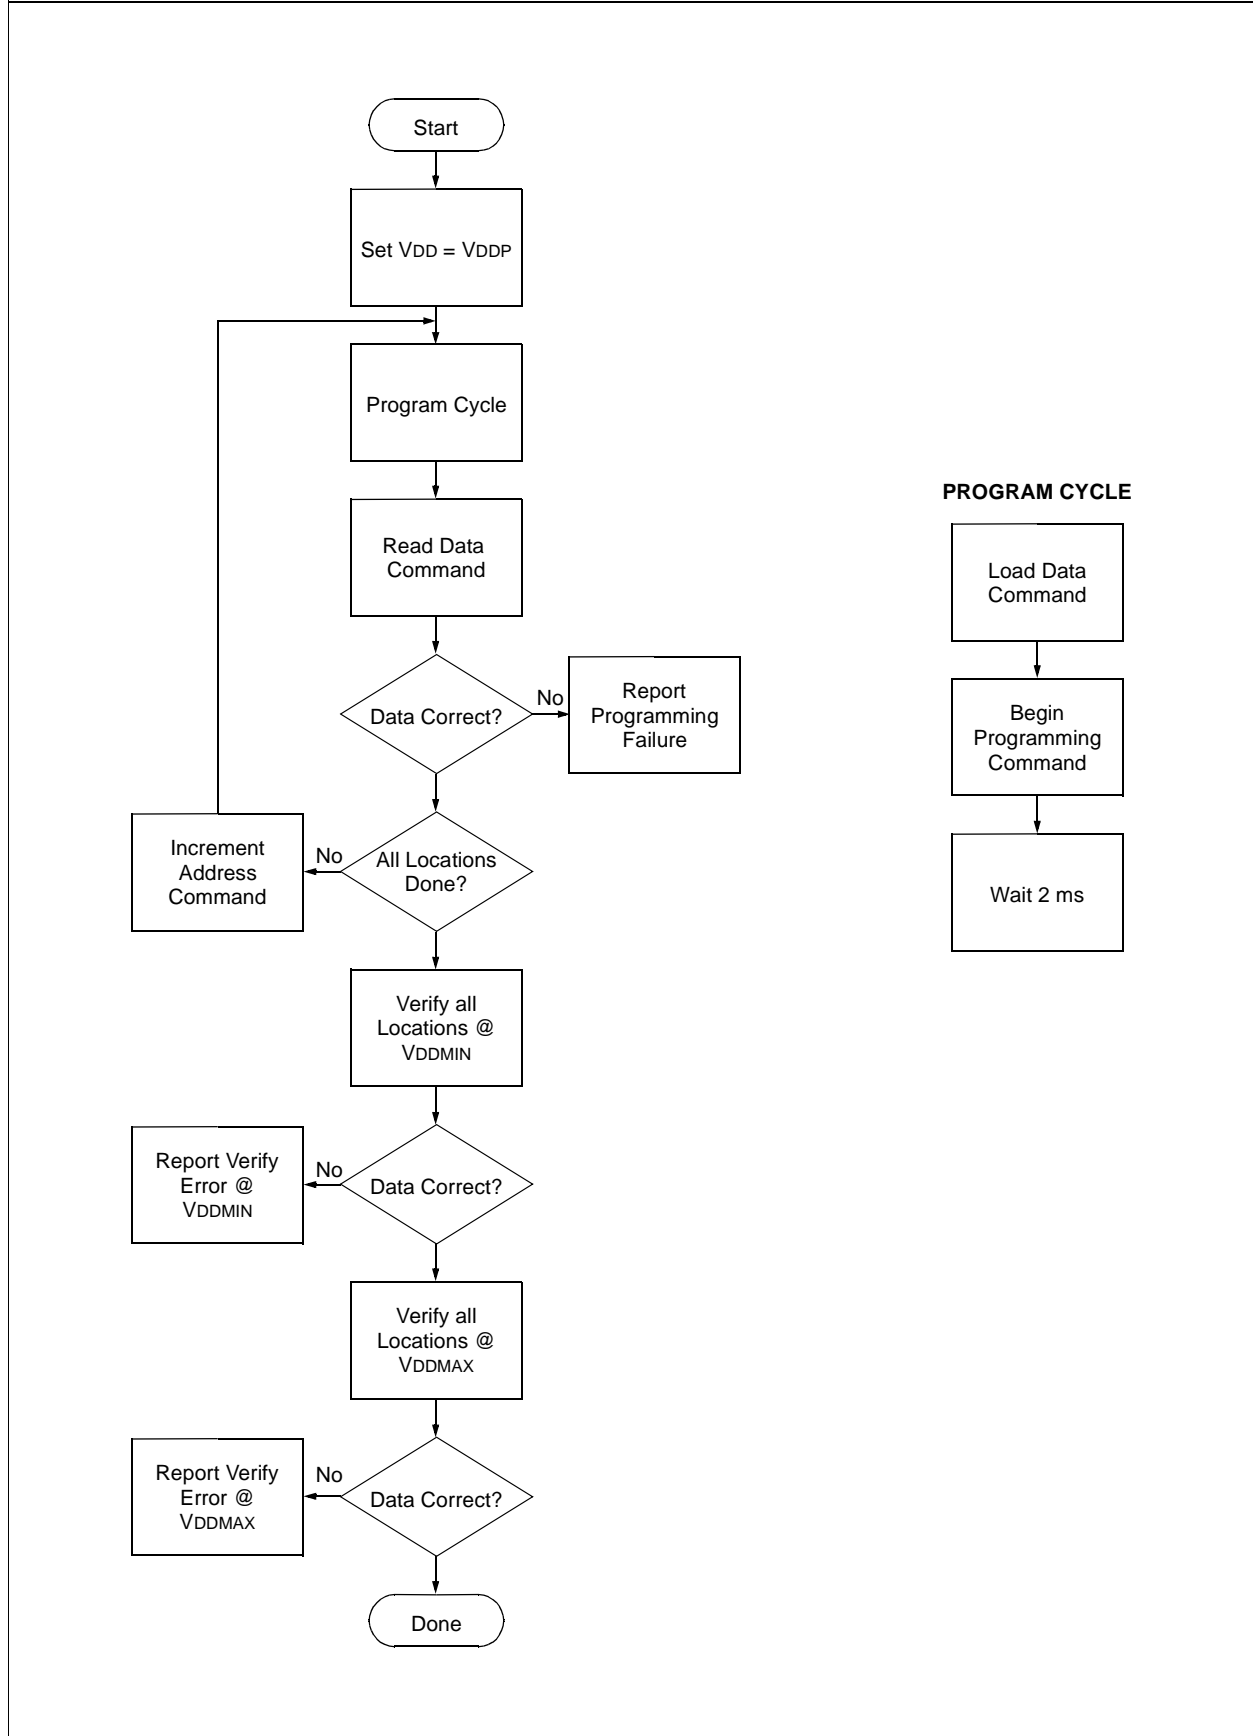 Start
Set VDD = VDDP
Program Cycle
Read Data
Command
Data Correct?
No
Report
Programming
Failure
All Locations
Done?
No
Increment
Address
Command
Verify all
Locations @
VDDMIN
Data Correct?
No
Report Verify
Error @
VDDMIN
Verify all
Locations @
VDDMAX
Data Correct?
No
Report Verify
Error @
VDDMAX
Done
PROGRAM CYCLE
Load Data
Command
Begin
Programming
Command
Wait 2 ms